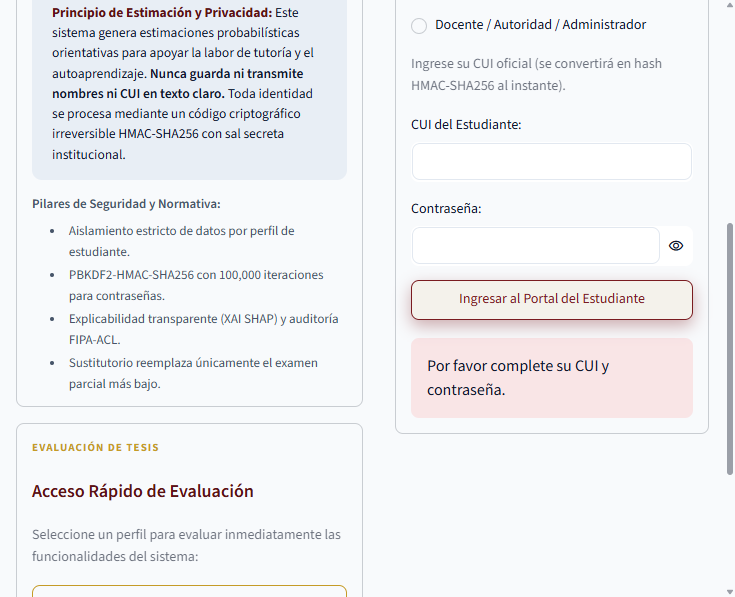 Principio de Estimación y Privacidad: Este
sistema genera estimaciones probabilísticas
orientativas para apoyar la labor de tutoría y el
autoaprendizaje. Nunca guarda ni transmite
nombres ni CUI en texto claro. Toda identidad
se procesa mediante un código criptográfico
irreversible HMAC-SHA256 con sal secreta
institucional.
Pilares de Seguridad y Normativa:
Aislamiento estricto de datos por perfil de
estudiante.
PBKDF2-HMAC-SHA256 con 100,000 iteraciones
para contraseñas.
Explicabilidad transparente (XAI SHAP) y auditoría
FIPA-ACL.
Sustitutorio reemplaza únicamente el examen
parcial más bajo.
EVALUACIÓN DE TESIS
Acceso Rápido de Evaluación
Seleccione un perfil para evaluar inmediatamente las
funcionalidades del sistema:
Docente / Autoridad / Administrador
Ingrese su CUI oficial (se convertirá en hash
HMAC-SHA256 al instante).
CUI del Estudiante:
Contraseña:
Ingresar al Portal del Estudiante
Por favor complete su CUI y
contraseña.